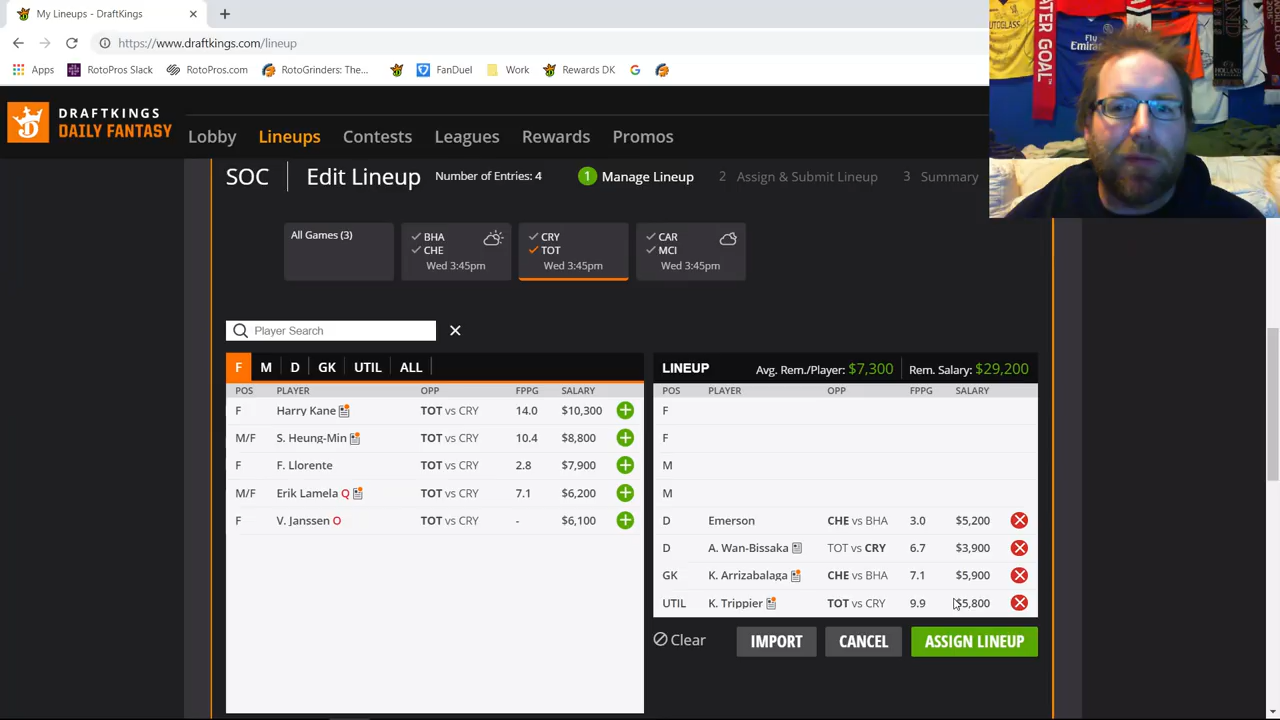 My Lineups - DraftKings
https://www.draftkings.com/lineup
Apps RotoPros Slack RotoPros.com RotoGrindersThe... FanDuel Work Rewards DK
DRAFTKINGS
DAILY FANTASY
Lobby Lineups Contests Leagues Rewards Promos
SOC Edit Lineup Number of Entries: 4 1 Manage Lineup 2 Assign & Submit Lineup 3 Summary
All Games (3)
BHA
CHE
Wed 3:45pm
CRY
TOT
Wed 3:45pm
CAR
MCI
Wed 3:45pm
Player Search
F M D GK UTIL ALL
POS PLAYER OPP FPPG SALARY
F Harry Kane TOT vs CRY 14.0 $10,300
M/F S. Heung-Min TOT vs CRY 10.4 $8,800
F F. Llorente TOT vs CRY 2.8 $7,900
M/F Erik Lamela Q TOT vs CRY 7.1 $6,200
F V. Janssen O TOT vs CRY - $6,100
LINEUP Avg. Rem./Player: $7,300 Rem. Salary: $29,200
POS PLAYER OPP FPPG SALARY
F
F
M
M
D Emerson CHE vs BHA 3.0 $5,200
D A. Wan-Bissaka TOT vs CRY 6.7 $3,900
GK K. Arrizabalaga CHE vs BHA 7.1 $5,900
UTIL K. Trippier TOT vs CRY 9.9 $5,800
Clear IMPORT CANCEL ASSIGN LINEUP
AUTOGLASS
Fly
Emirates
ATER GOAL
HOLLAND